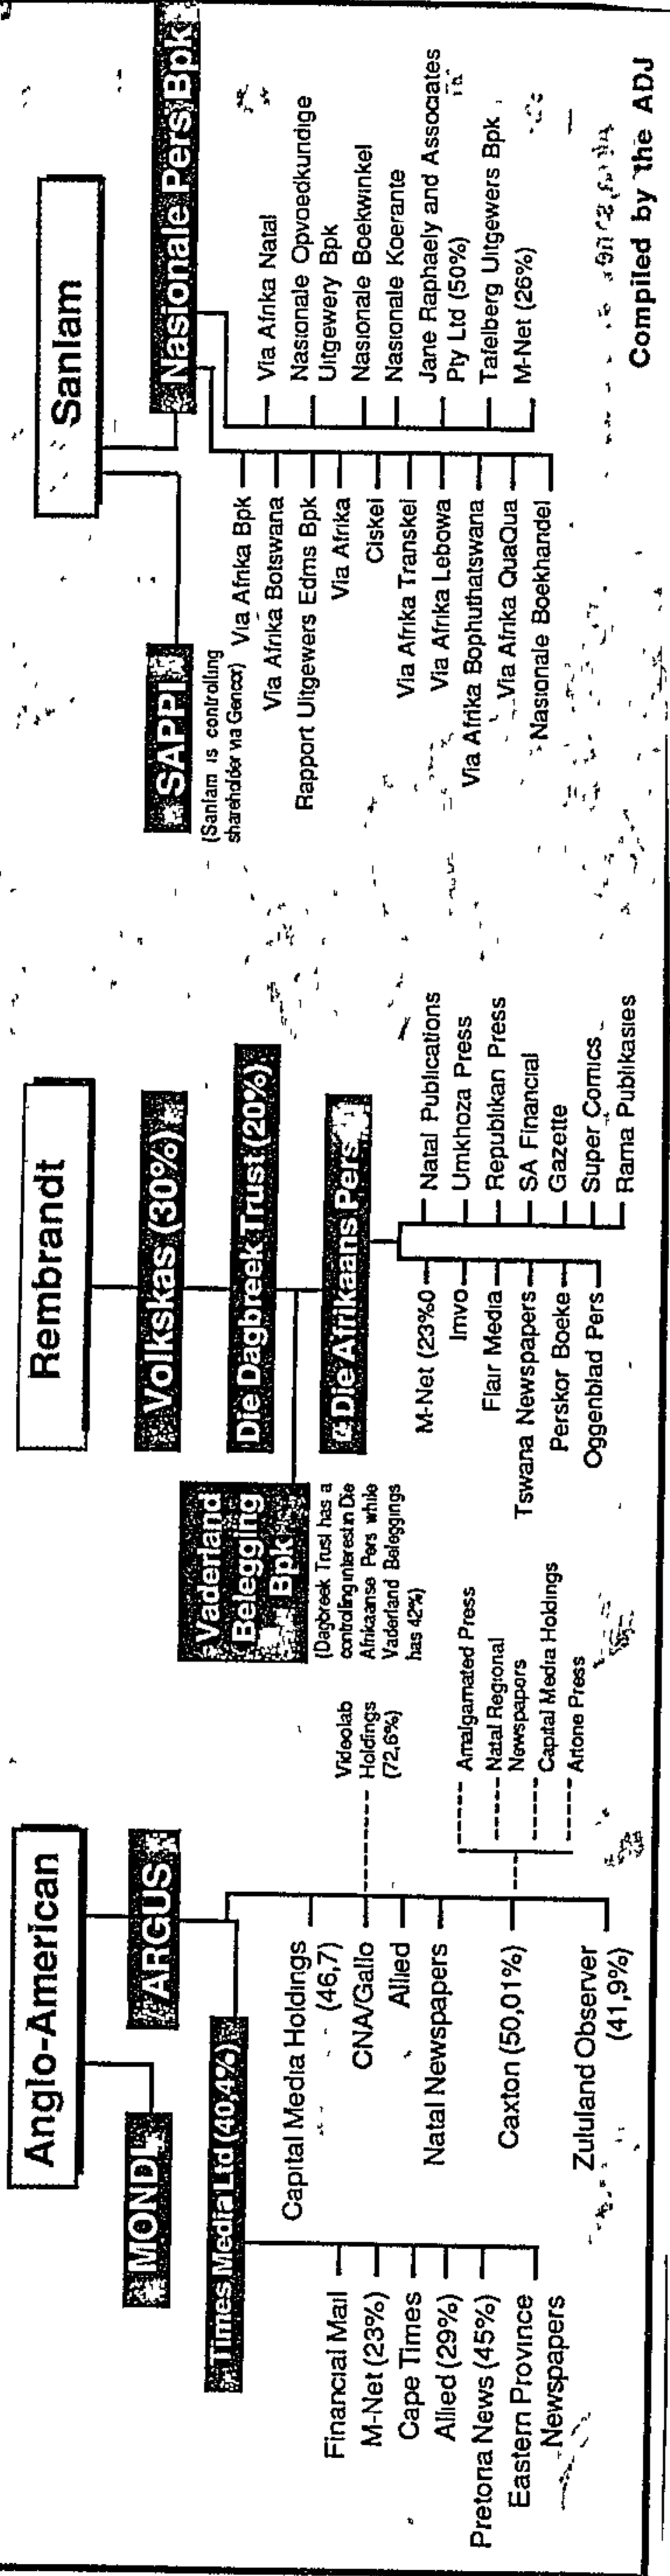 Anglo-American
MONDI
ARGUS
Times Media Ltd (40,4%)
Financial Mail
M-Net (23%)
Cape Times
Allied (29%)
Pretoria News (45%)
Eastern Province
Newspapers
Capital Media Holdings
(46,7)
CNA/Gallo
Allied
Natal Newspapers
Caxton (50,01%)
Zululand Observer
(41,9%)
Videolab
Holdings
(72,6%)
Amalgamated Press
Natal Regional
Newspapers
Capital Media Holdings
Artone Press
Rembrandt
Volkskas (30%)
Die Dagbreek Trust (20%)
Vaderland
Belegging
Bpk
(Dagbreek Trust has a
controling interest in Die
Afrikaanse Pers while
Vaderland Beleggings
has 42%)
Die Afrikaans Pers
M-Net (23%0
Imvo
Flair Media
Tswana Newspapers
Perskor Boeke
Oggenblad Pers
Natal Publications
Umkhoza Press
Republikan Press
SA Financial
Gazette
Super Comics
Rama Publikasies
Sanlam
SAPPI
(Sanlam is controlling
shareholder via Gencor)
Nasionale Pers Bpk
Via Afrika Bpk
Via Afrika Botswana
Rapport Uitgewers Edms Bpk
Via Afrika
Ciskei
Via Afrika Transkei
Via Afrika Lebowa
Via Afrika Bophuthatswana
Via Afrika QuaQua
Nasionale Boekhandel
Via Afrika Natal
Nasionale Opvoedkundige
Uitgewery Bpk
Nasionale Boekwinkel
Nasionale Koerante
Jane Raphaely and Associates
Pty Ltd (50%)
Tafelberg Uitgewers Bpk
M-Net (26%)
Compiled by the ADJ